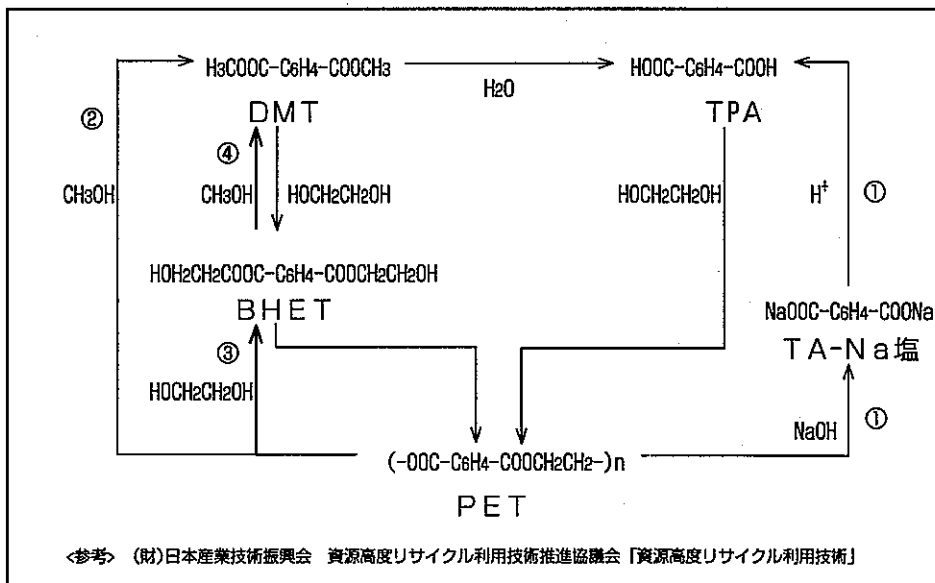 H3COOC-C6H4-COOCH3
H2O
HOOC-C6H4-COOH
DMT
TPA
②
④
CH3OH
CH3OH
HOCH2CH2OH
HOCH2CH2OH
H‡
①
HOH2CH2COOC-C6H4-COOCH2CH2OH
BHET
NaOOC-C6H4-COONa
TA-Na塩
③
HOCH2CH2OH
NaOH
①
(-OOC-C6H4-COOCH2CH2-)n
PET
<参考> (財)日本産業技術振興会 資源高度リサイクル利用技術推進協議会「資源高度リサイクル利用技術」